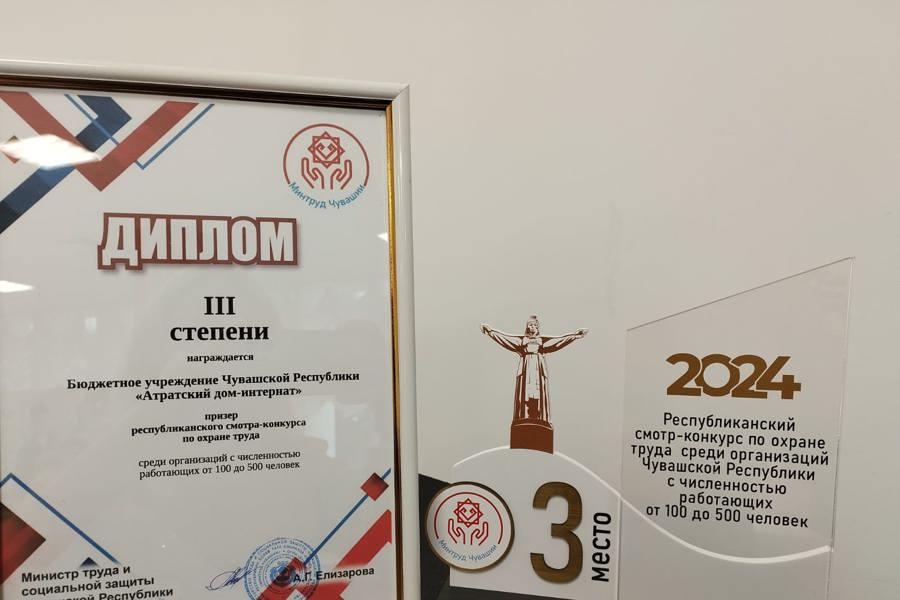 Минтруд Чувашии
ДИПЛОМ
III
степени
награждается
Бюджетное учреждение Чувашской Республики
«Атратский дом-интернат»
призер
республиканского смотра-конкурса
по охране труда
среди организаций с численностью
работающих от 100 до 500 человек
Министр труда и
социальной защиты
Республики
А.Г. Елизарова
Минтруд Чувашии
3
место
2024
Республиканский
смотр-конкурс по охране
труда среди организаций
Чувашской Республики
с численностью
работающих
от 100 до 500 человек